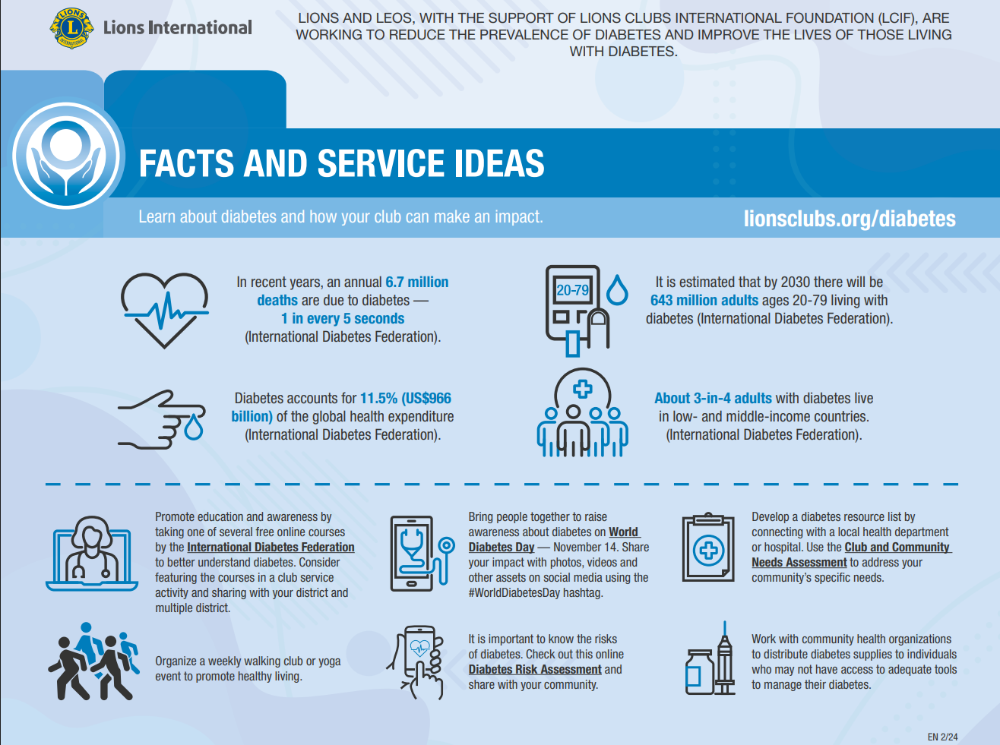 LIONS
L
INTERNATIONAL
Lions International
LIONS AND LEOS, WITH THE SUPPORT OF LIONS CLUBS INTERNATIONAL FOUNDATION (LCIF), ARE
WORKING TO REDUCE THE PREVALENCE OF DIABETES AND IMPROVE THE LIVES OF THOSE LIVING
WITH DIABETES.
FACTS AND SERVICE IDEAS
Learn about diabetes and how your club can make an impact.
lionsclubs.org/diabetes
In recent years, an annual 6.7 million
deaths are due to diabetes —
1 in every 5 seconds
(International Diabetes Federation).
20-79
It is estimated that by 2030 there will be
643 million adults ages 20-79 living with
diabetes (International Diabetes Federation).
Diabetes accounts for 11.5% (US$966
billion) of the global health expenditure
(International Diabetes Federation).
About 3-in-4 adults with diabetes live
in low- and middle-income countries.
(International Diabetes Federation).
Promote education and awareness by
taking one of several free online courses
by the International Diabetes Federation
to better understand diabetes. Consider
featuring the courses in a club service
activity and sharing with your district and
multiple district.
Bring people together to raise
awareness about diabetes on World
Diabetes Day — November 14. Share
your impact with photos, videos and
other assets on social media using the
#WorldDiabetesDay hashtag.
Develop a diabetes resource list by
connecting with a local health department
or hospital. Use the Club and Community
Needs Assessment to address your
community's specific needs.
Organize a weekly walking club or yoga
event to promote healthy living.
It is important to know the risks
of diabetes. Check out this online
Diabetes Risk Assessment and
share with your community.
Work with community health organizations
to distribute diabetes supplies to individuals
who may not have access to adequate tools
to manage their diabetes.
EN 2/24